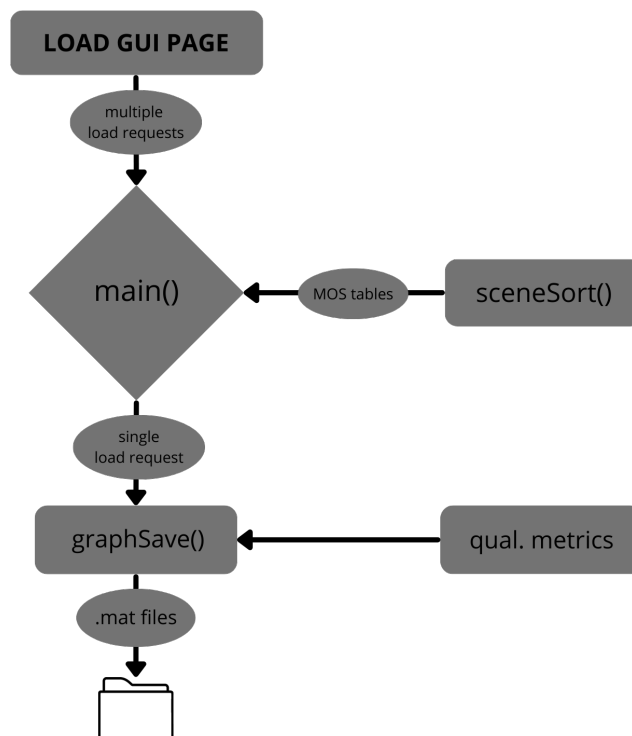 LOAD GUI PAGE
multiple
load requests
main()
MOS tables
sceneSort()
single
load request
graphSave()
qual. metrics
.mat files